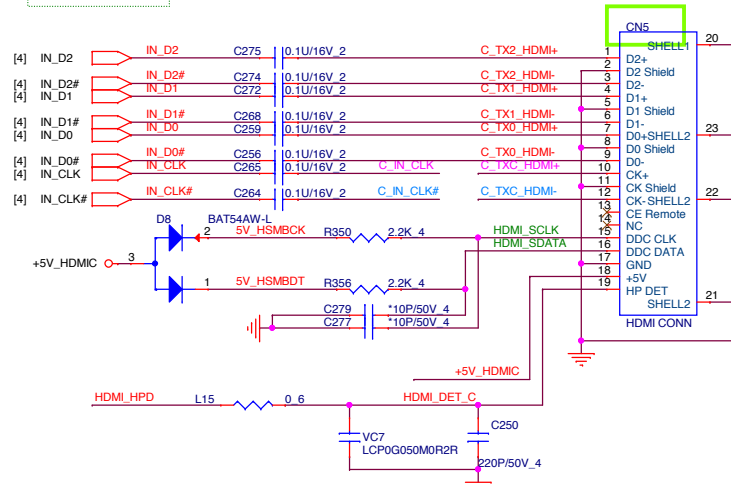 CN5
20
SHELL1
[4] IN_D2 IN_D2 C275 0.1U/16V_2 C_TX2_HDMI+ 1 D2+
2 D2 Shield
[4] IN_D2# IN_D2# C274 0.1U/16V_2 C_TX2_HDMI- 3 D2-
[4] IN_D1 IN_D1 C272 0.1U/16V_2 C_TX1_HDMI+ 4 D1+
5 D1 Shield
[4] IN_D1# IN_D1# C268 0.1U/16V_2 C_TX1_HDMI- 6 D1-
[4] IN_D0 IN_D0 C259 0.1U/16V_2 C_TX0_HDMI+ 7 D0+ SHELL2 23
8 D0 Shield
[4] IN_D0# IN_D0# C256 0.1U/16V_2 C_TX0_HDMI- 9 D0-
[4] IN_CLK IN_CLK C265 0.1U/16V_2 C_IN_CLK C_TXC_HDMI+ 10 CK+
11 CK Shield
[4] IN_CLK# IN_CLK# C264 0.1U/16V_2 C_IN_CLK# C_TXC_HDMI- 12 CK- SHELL2 22
13 CE Remote
14 NC
D8 BAT54AW-L
2 5V_HSMBCK R350 2.2K_4 HDMI_SCLK 15 DDC CLK
HDMI_SDATA 16 DDC DATA
+5V_HDMIC 3 17 GND
18 +5V
1 5V_HSMBDT R356 2.2K_4 19 HP DET
SHELL2 21
C279 *10P/50V_4
C277 *10P/50V_4
HDMI CONN
+5V_HDMIC
HDMI_HPD L15 0_6 HDMI_DET_C
VC7
LCP0G050M0R2R
C250
220P/50V_4